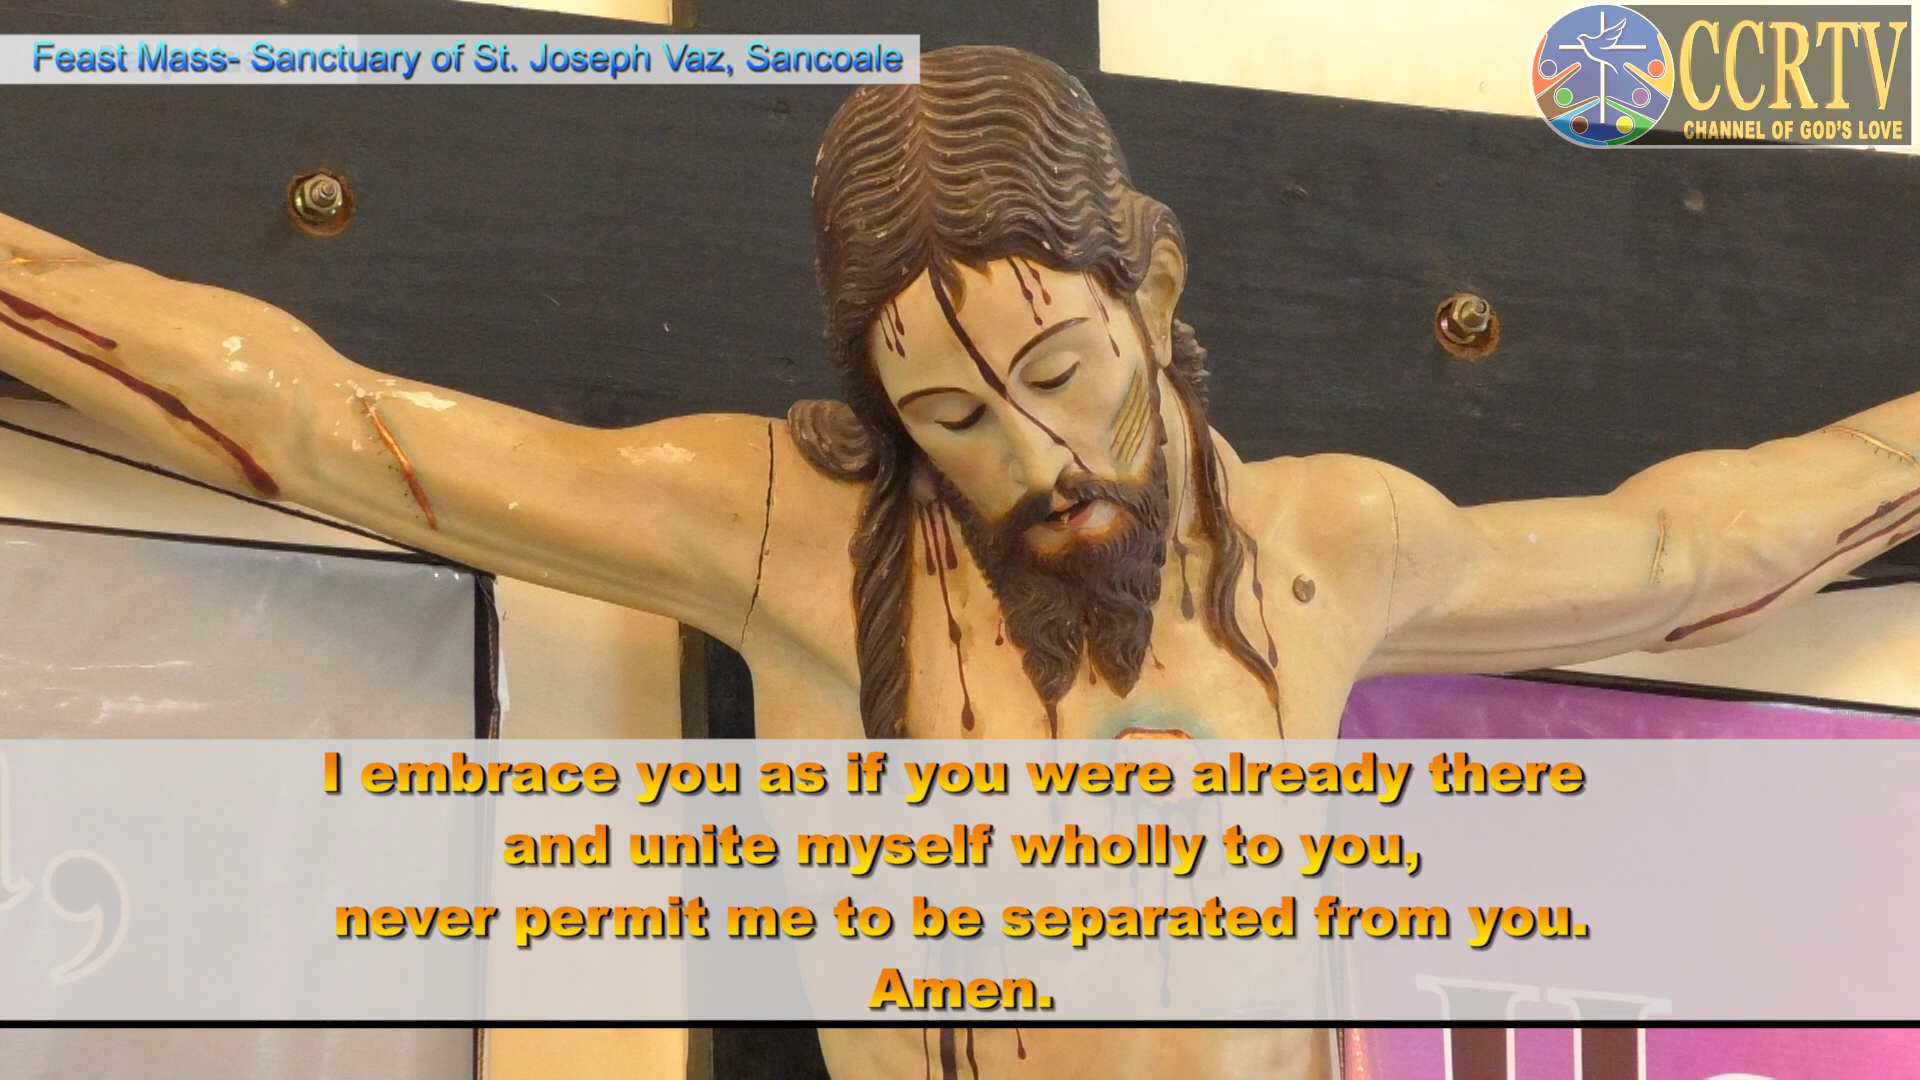 Feast Mass- Sanctuary of St. Joseph Vaz, Sancoale
CCRTV
CHANNEL OF GOD'S LOVE
I embrace you as if you were already there
and unite myself wholly to you,
never permit me to be separated from you.
Amen.